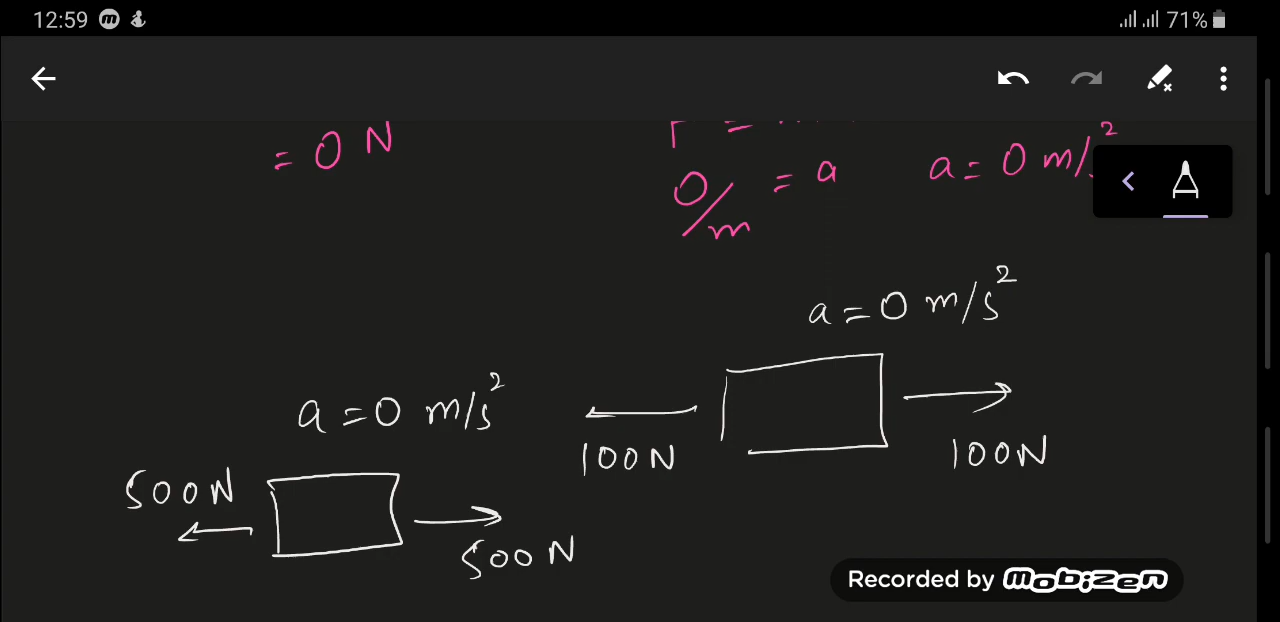 12:59 71%
= 0 N
0/m = a a = 0 m/s²
a = 0 m/s²
a = 0 m/s²
100N 100N
500N
500N
Recorded by mobizen